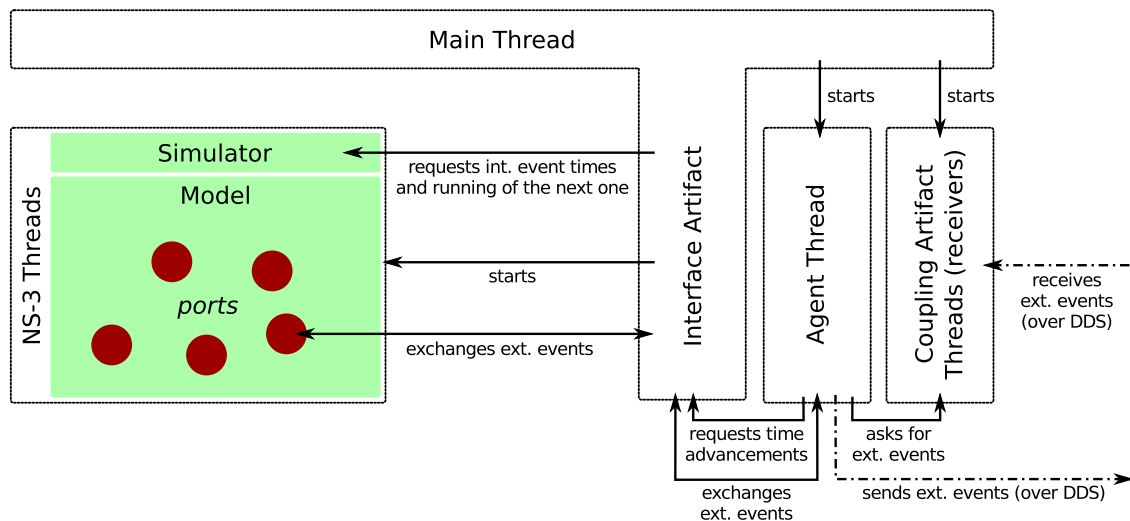 Main Thread
starts
starts
Simulator
requests int. event times
and running of the next one
Model
NS-3 Threads
ports
starts
exchanges ext. events
Interface Artifact
Agent Thread
Coupling Artifact
Threads (receivers)
receives
ext. events
(over DDS)
requests time
advancements
asks for
ext. events
exchanges
ext. events
sends ext. events (over DDS)